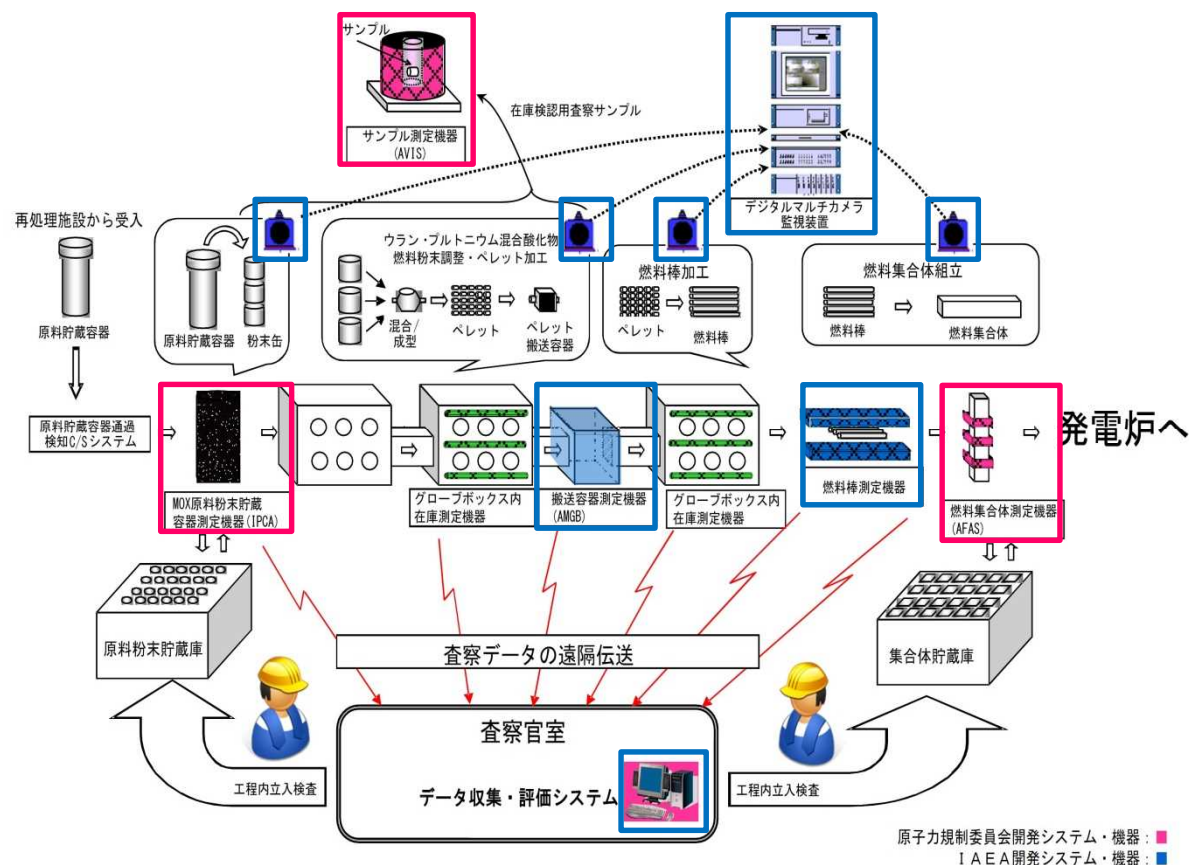 サンプル
サンプル測定機器
(AVIS)
在庫検認用査察サンプル
デジタルマルチカメラ
監視装置
再処理施設から受入
原料貯蔵容器
原料貯蔵容器
粉末缶
ウラン・プルトニウム混合酸化物
燃料粉末調整・ペレット加工
混合/
成型
ペレット
ペレット
搬送容器
燃料棒加工
ペレット
燃料棒
燃料集合体組立
燃料棒
燃料集合体
原料貯蔵容器通過
検知C/Sシステム
MOX原料粉末貯蔵
容器測定機器(IPCA)
グローブボックス内
在庫測定機器
搬送容器測定機器
(AMGB)
グローブボックス内
在庫測定機器
燃料棒測定機器
燃料集合体測定機器
(AFAS)
発電炉へ
原料粉末貯蔵庫
査察データの遠隔伝送
集合体貯蔵庫
査察官室
データ収集・評価システム
工程内立入検査
工程内立入検査
原子力規制委員会開発システム・機器:
IAEA開発システム・機器: